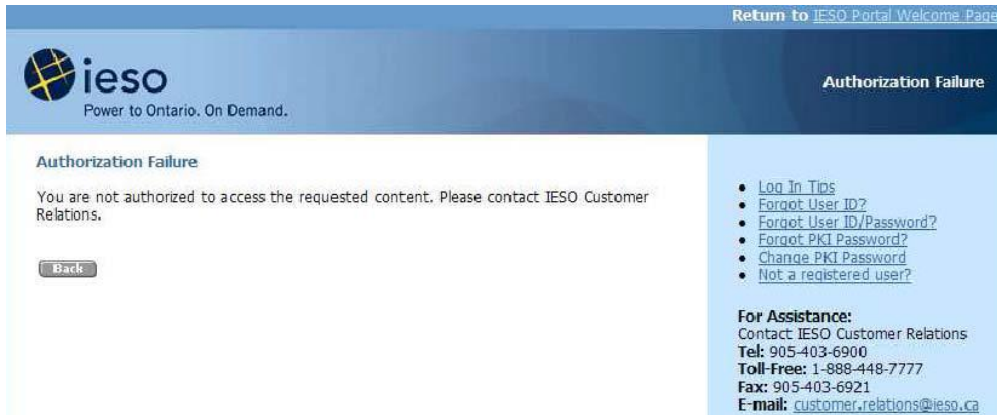 Return to IESO Portal Welcome Page
ieso
Power to Ontario. On Demand.
Authorization Failure
Authorization Failure
You are not authorized to access the requested content. Please contact IESO Customer
Relations.
Back
Log In Tips
Forgot User ID?
Forgot User ID/Password?
Forgot PKI Password?
Change PKI Password
Not a registered user?
For Assistance:
Contact IESO Customer Relations
Tel: 905-403-6900
Toll-Free: 1-888-448-7777
Fax: 905-403-6921
E-mail: customer.relations@ieso.ca